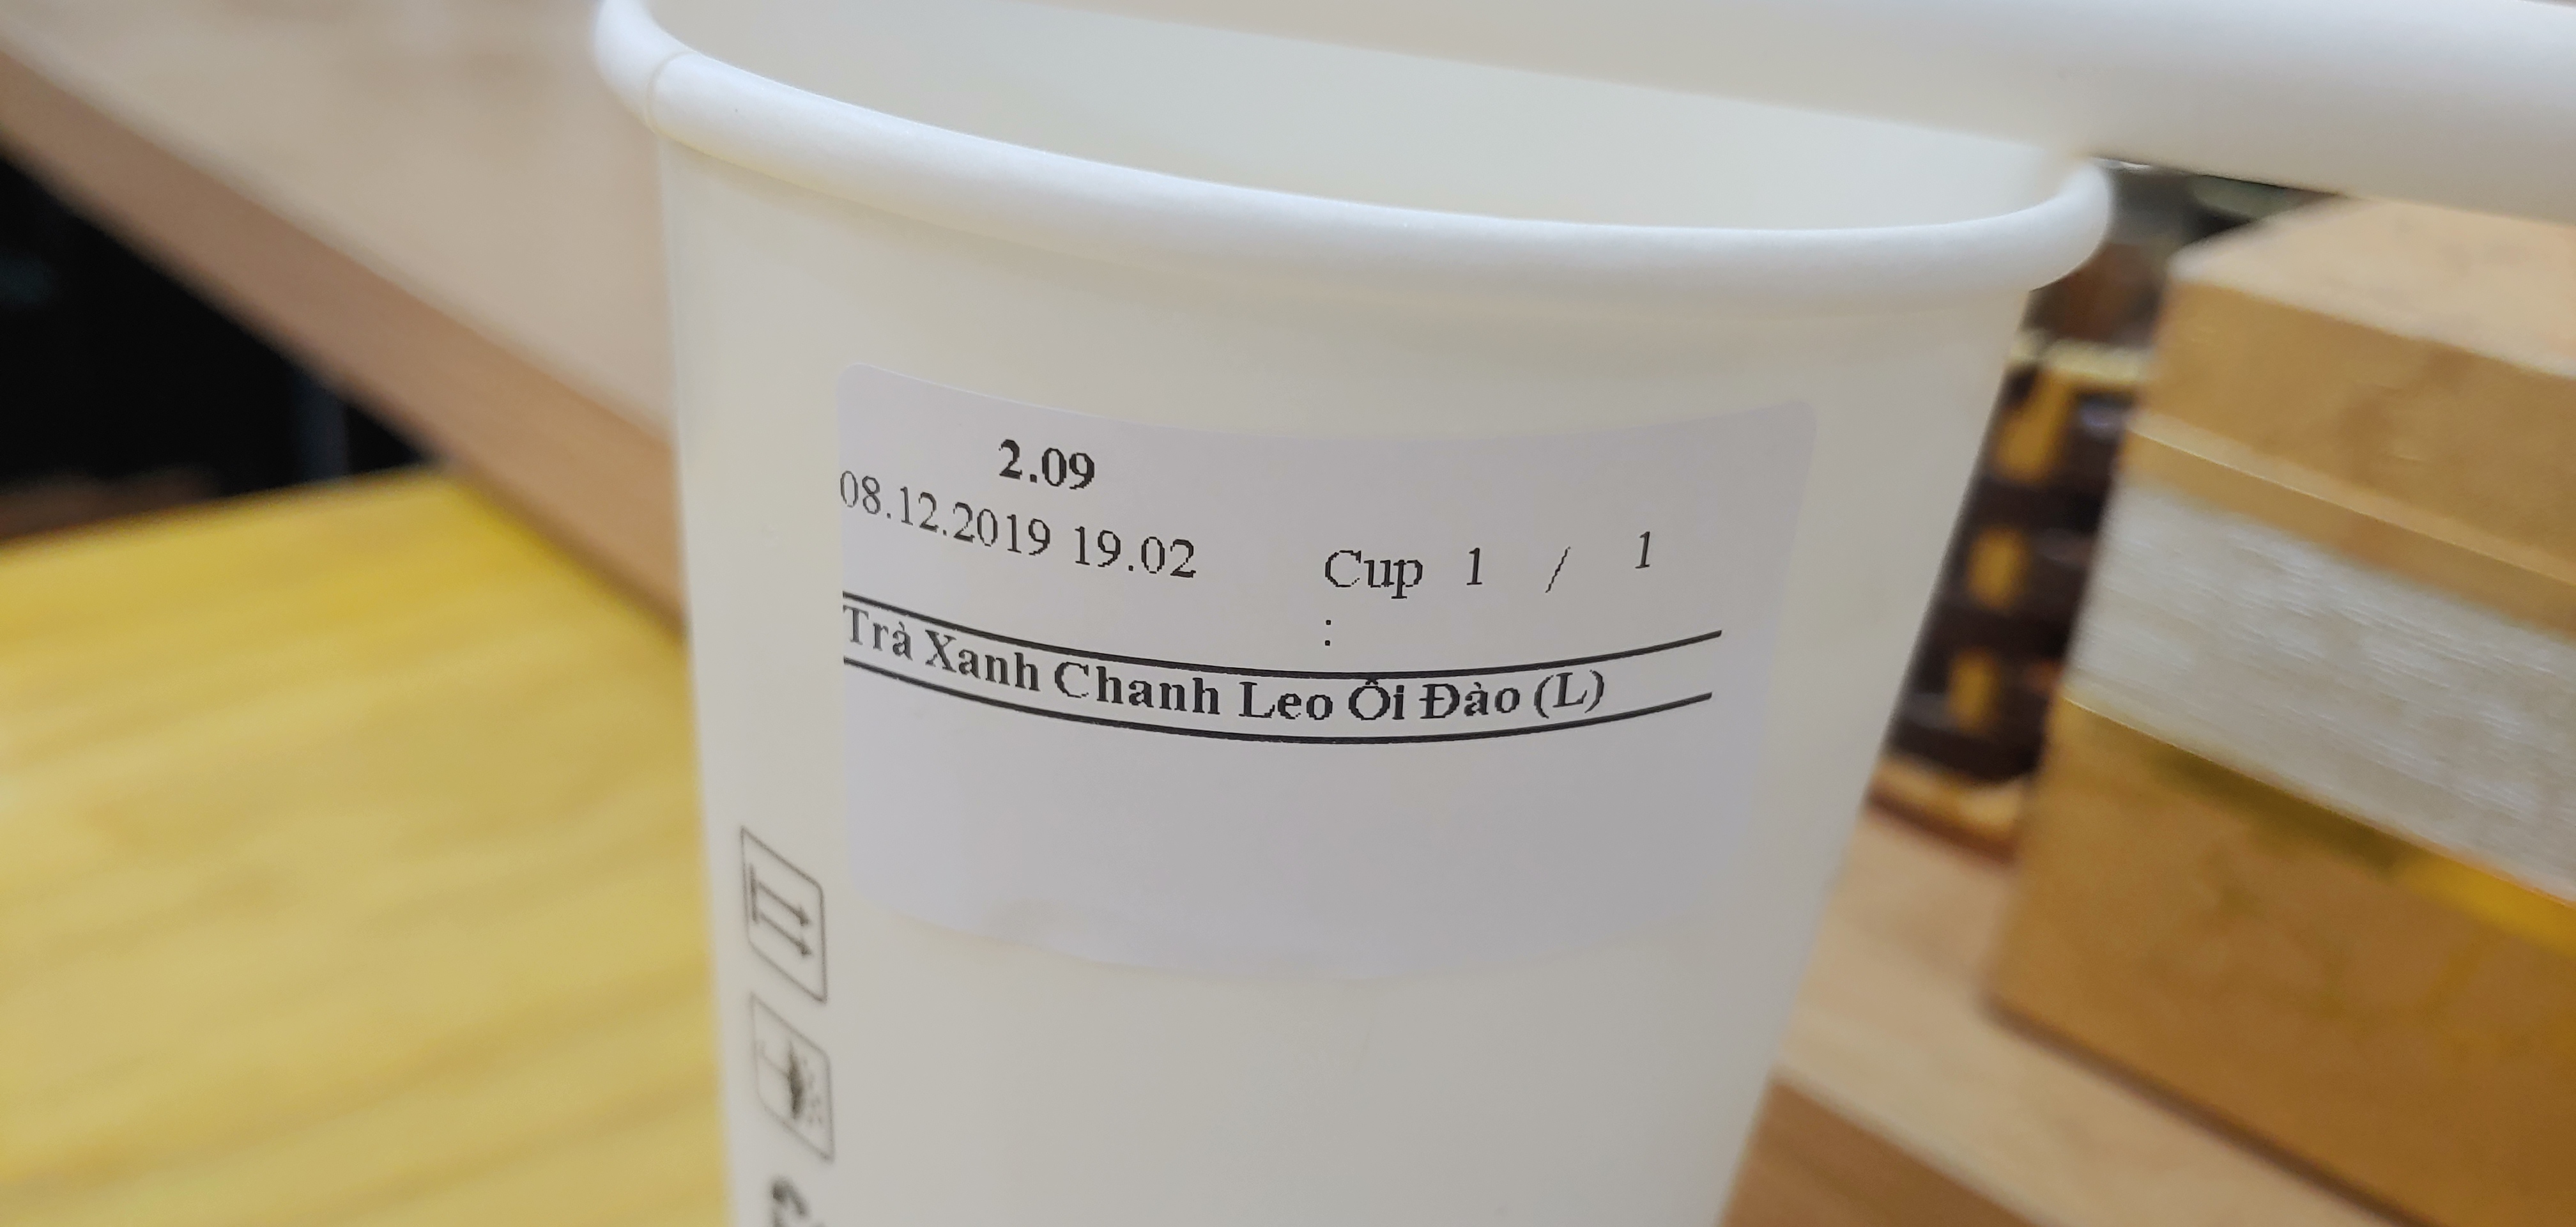 2.09
08.12.2019 19.02 Cup 1 / 1
:
Trà Xanh Chanh Leo Ổi Đào (L)